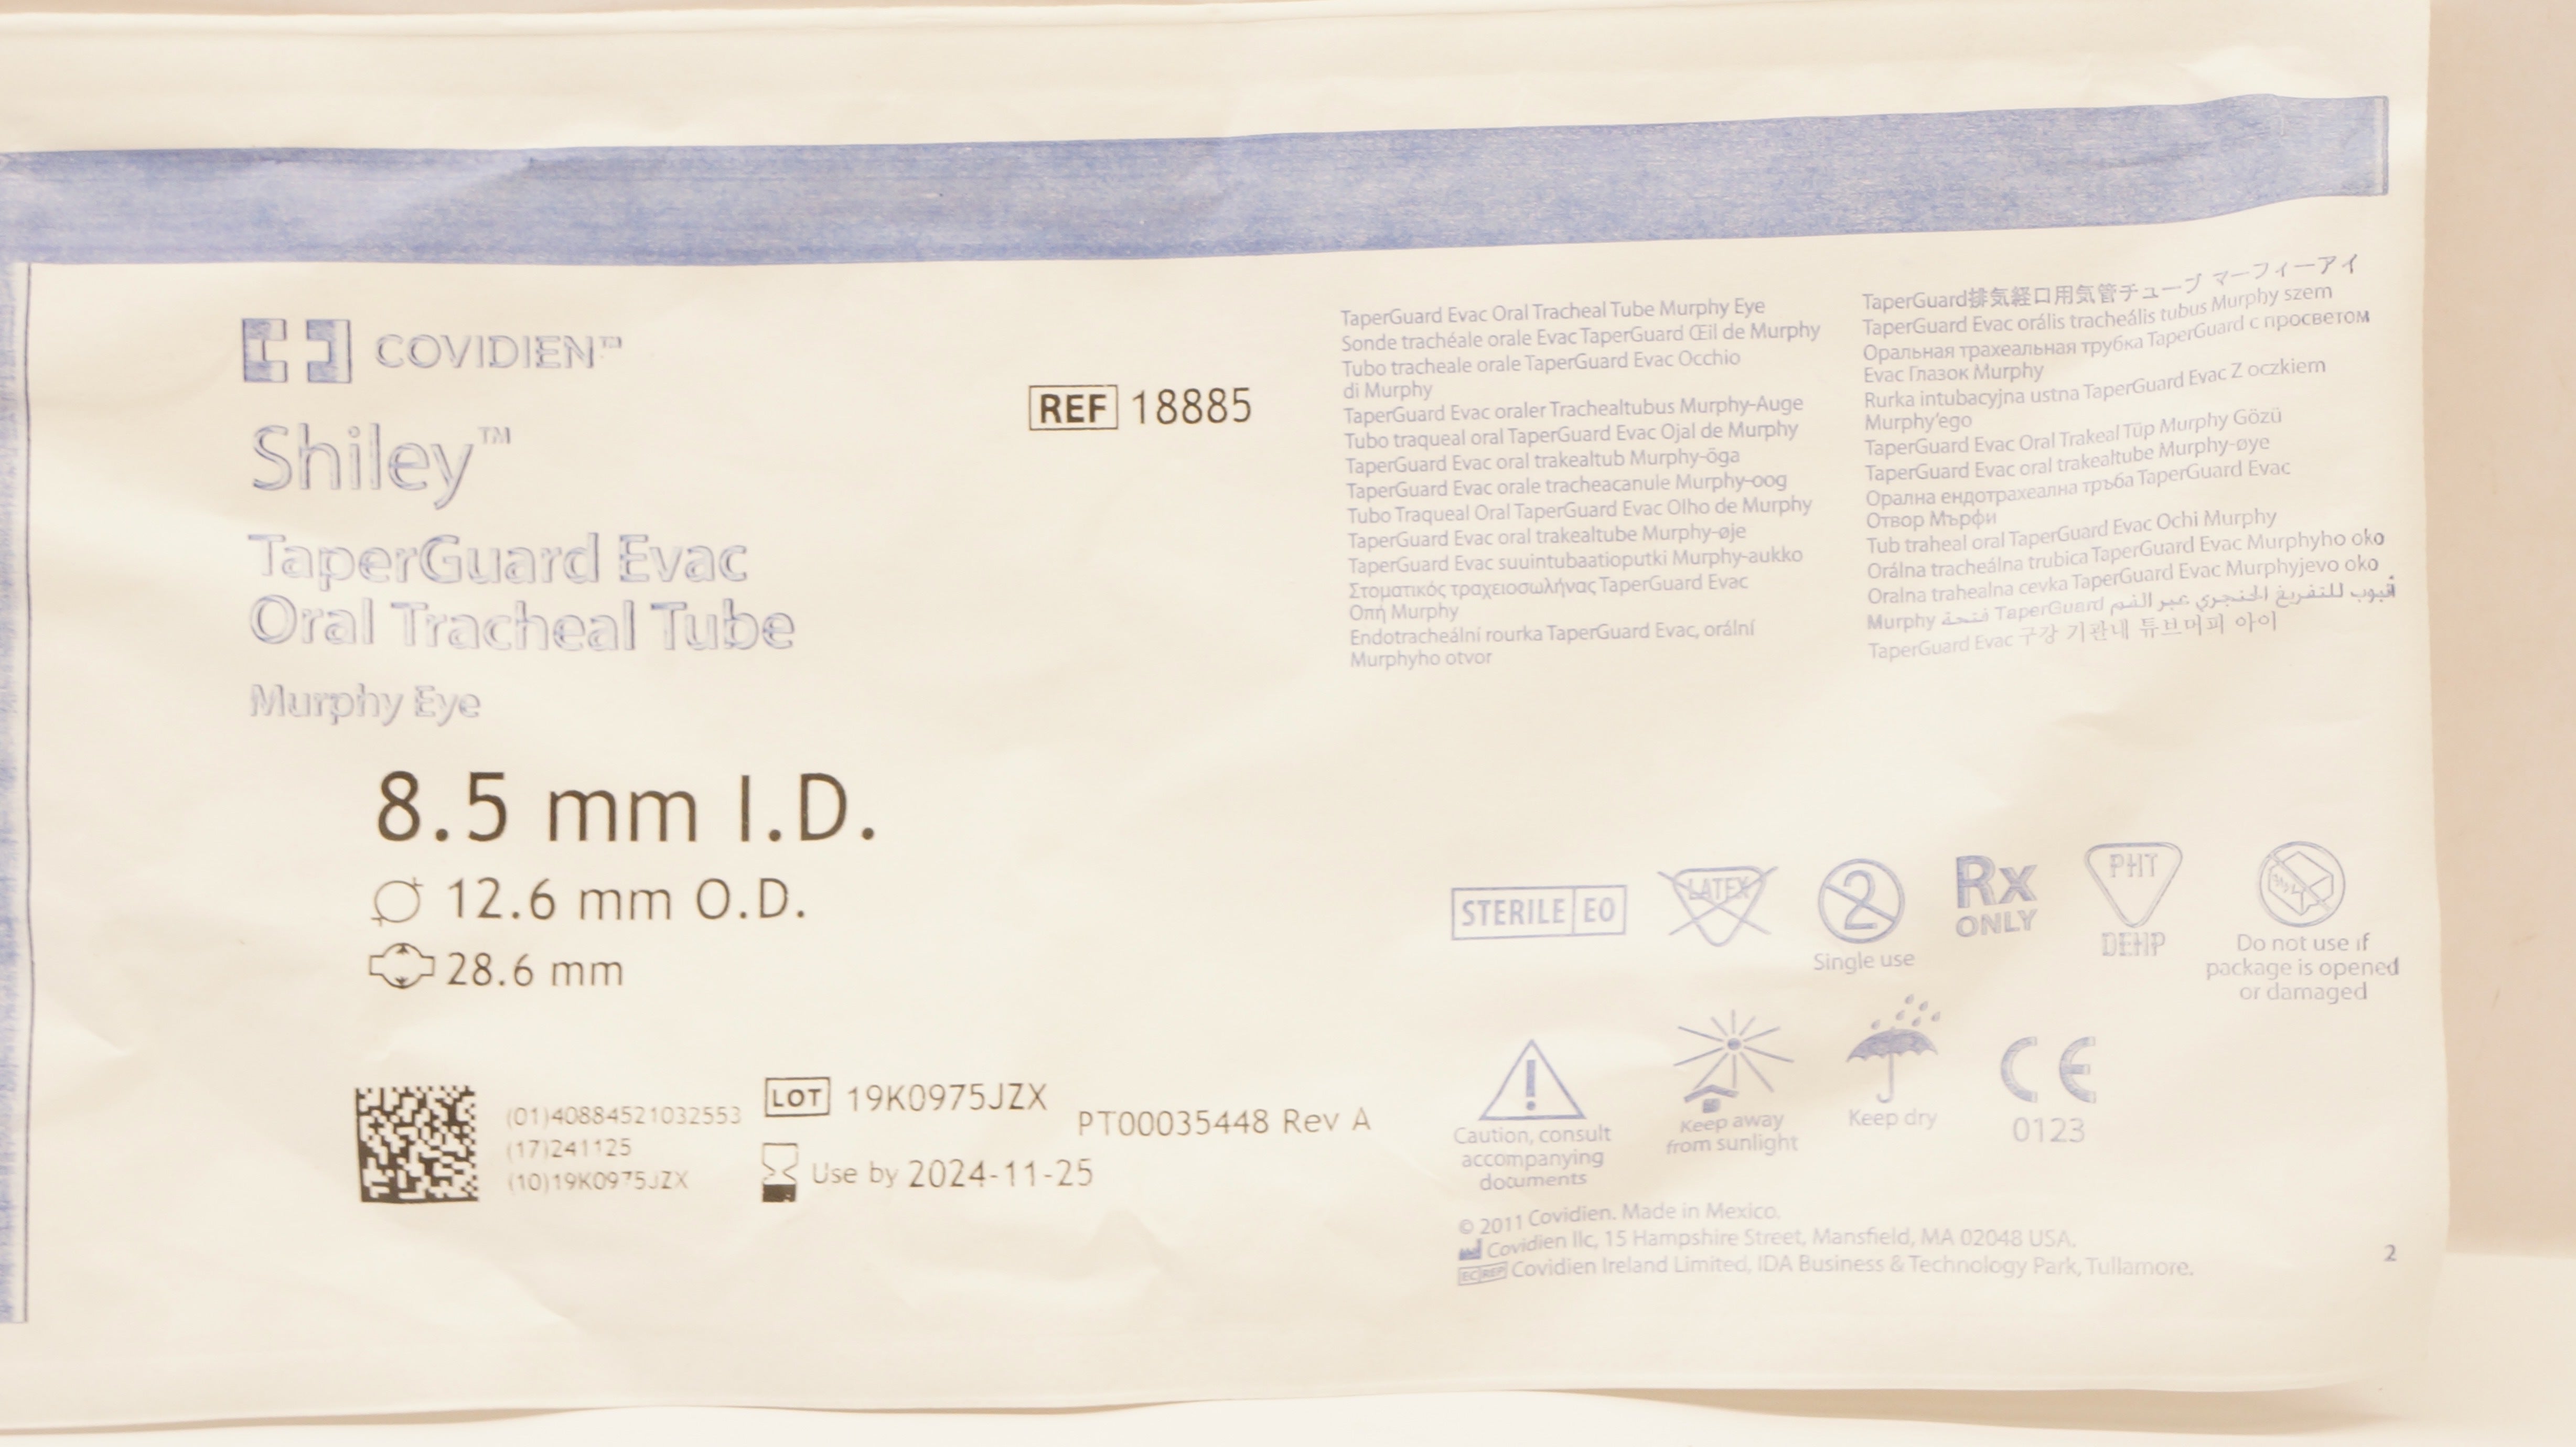 COVIDIEN™
Shiley™
TaperGuard Evac
Oral Tracheal Tube
Murphy Eye
REF 18885
8.5 mm I.D.
12.6 mm O.D.
28.6 mm
(01)40884521032553
(17)241125
(10)19K0975JZX
LOT 19K0975JZX
Use by 2024-11-25
PT00035448 Rev A
TaperGuard Evac Oral Tracheal Tube Murphy Eye
Sonde trachéale orale Evac TaperGuard Œil de Murphy
Tubo tracheale orale TaperGuard Evac Occhio
di Murphy
TaperGuard Evac oraler Trachealtubus Murphy-Auge
Tubo traqueal oral TaperGuard Evac Ojal de Murphy
TaperGuard Evac oral trakealtub Murphy-öga
TaperGuard Evac orale tracheacanule Murphy-oog
Tubo Traqueal Oral TaperGuard Evac Olho de Murphy
TaperGuard Evac oral trakealtube Murphy-øje
TaperGuard Evac suuintubaatioputki Murphy-aukko
Στοματικός τραχειοσωλήνας TaperGuard Evac
Οπή Murphy
Endotracheální rourka TaperGuard Evac, orální
Murphyho otvor
TaperGuard排気経口用気管チューブ マーフィーアイ
TaperGuard Evac orális tracheális tubus Murphy szem
Оральная трахеальная трубка TaperGuard с просветом
Evac Глазок Murphy
Rurka intubacyjna ustna TaperGuard Evac Z oczkiem
Murphy'ego
TaperGuard Evac Oral Trakeal Tüp Murphy Gözü
TaperGuard Evac oral trakealtube Murphy-øye
Орална ендотрахеална тръба TaperGuard Evac
Отвор Мърфи
Tub traheal oral TaperGuard Evac Ochi Murphy
Orálna tracheálna trubica TaperGuard Evac Murphyho oko
Oralna trahealna cevka TaperGuard Evac Murphyjevo oko
Murphy فتحة TaperGuard أنبوب للتفريغ الحنجري عبر الفم
TaperGuard Evac 구강 기관내 튜브머피 아이
STERILE EO
LATEX
2
Single use
Rx
ONLY
PHT
DEHP
Do not use if
package is opened
or damaged
Caution, consult
accompanying
documents
Keep away
from sunlight
Keep dry
CE
0123
© 2011 Covidien. Made in Mexico.
Covidien llc, 15 Hampshire Street, Mansfield, MA 02048 USA.
EC REP Covidien Ireland Limited, IDA Business & Technology Park, Tullamore.
2